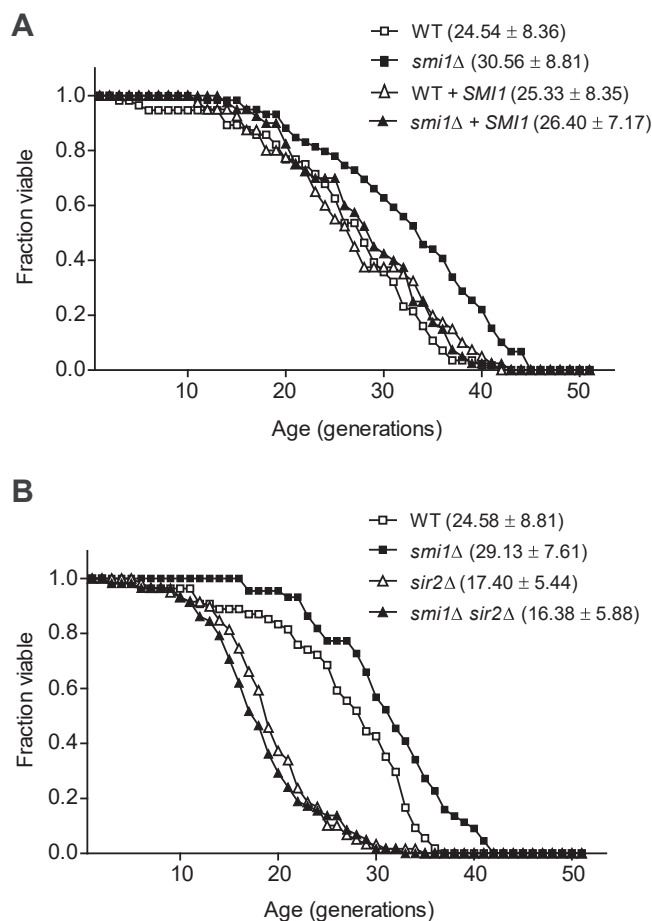 A
WT (24.54 ± 8.36)
smi1Δ (30.56 ± 8.81)
WT + SMI1 (25.33 ± 8.35)
smi1Δ + SMI1 (26.40 ± 7.17)
Fraction viable
1.0
0.8
0.6
0.4
0.2
0.0
10 20 30 40 50
Age (generations)
B
WT (24.58 ± 8.81)
smi1Δ (29.13 ± 7.61)
sir2Δ (17.40 ± 5.44)
smi1Δ sir2Δ (16.38 ± 5.88)
Fraction viable
1.0
0.8
0.6
0.4
0.2
0.0
10 20 30 40 50
Age (generations)